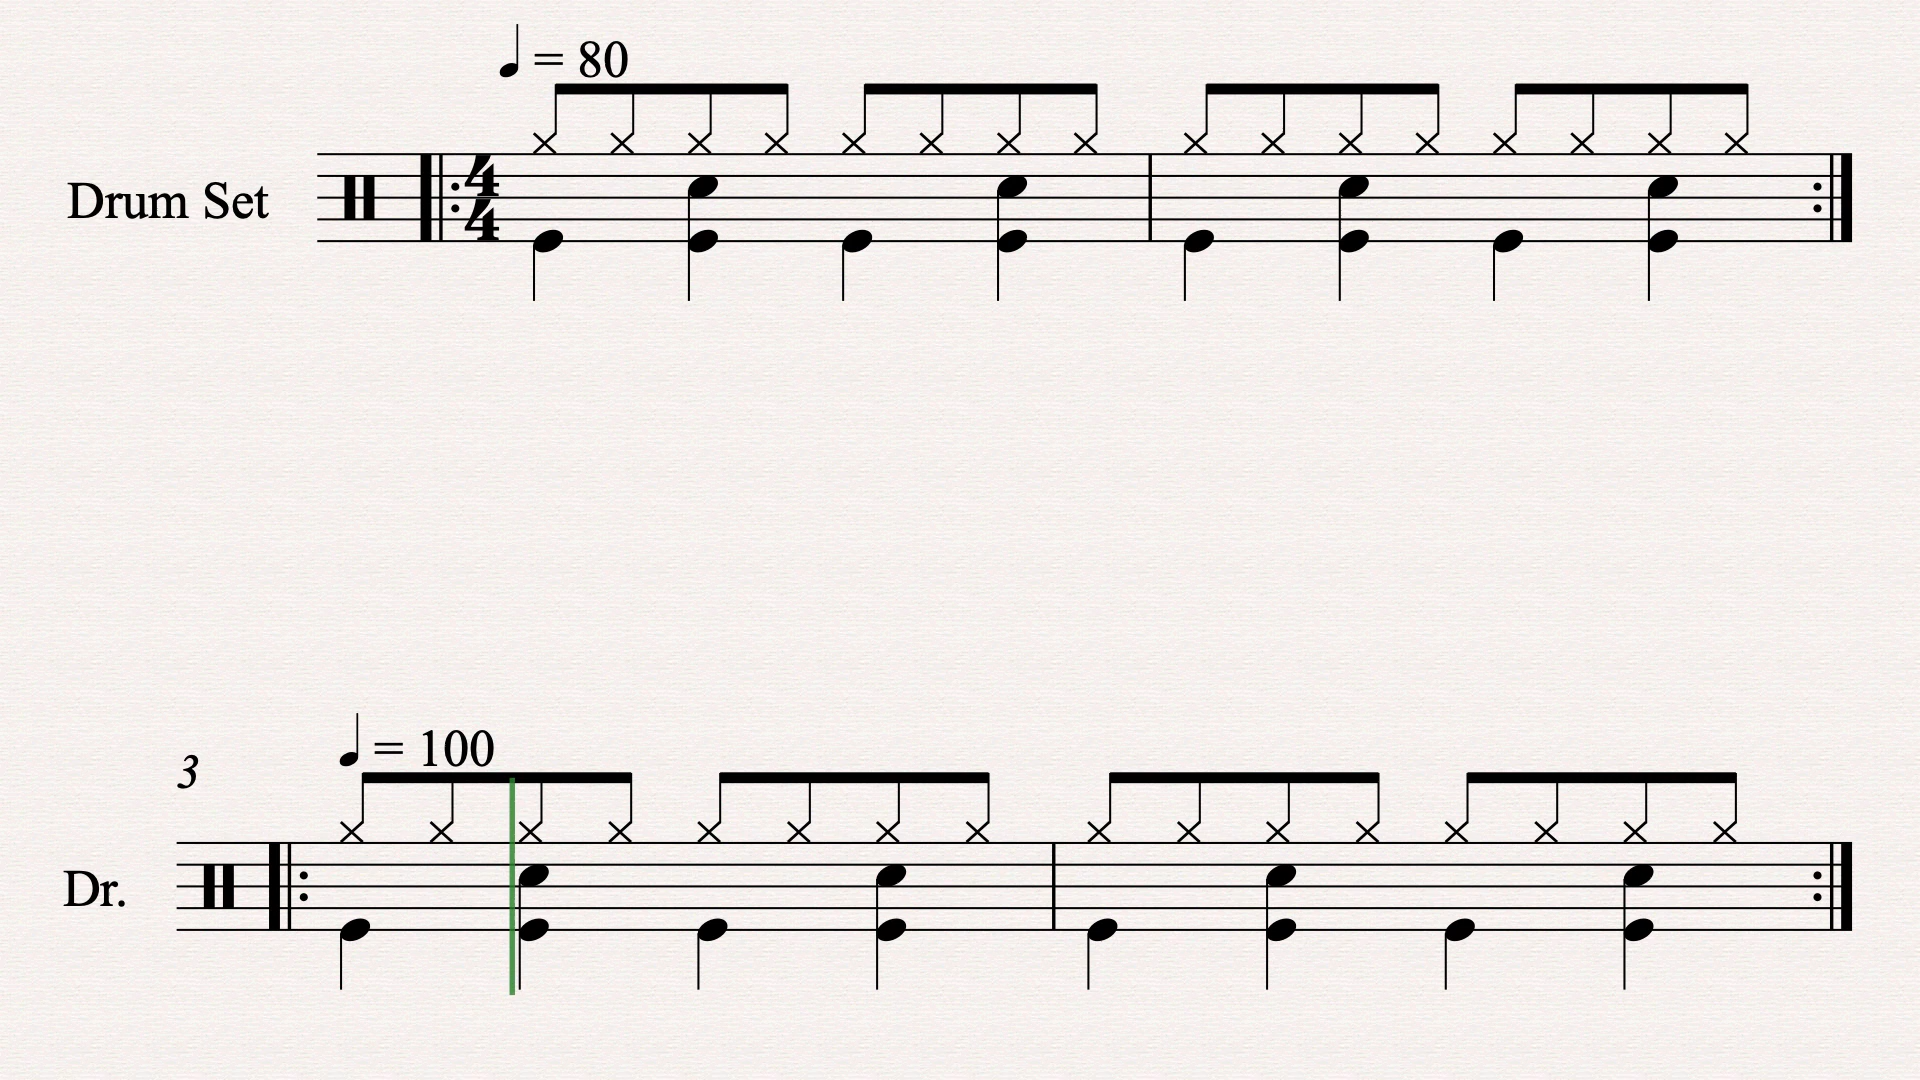 ♩ = 80
Drum Set
4
4
♩ = 100
3
Dr.